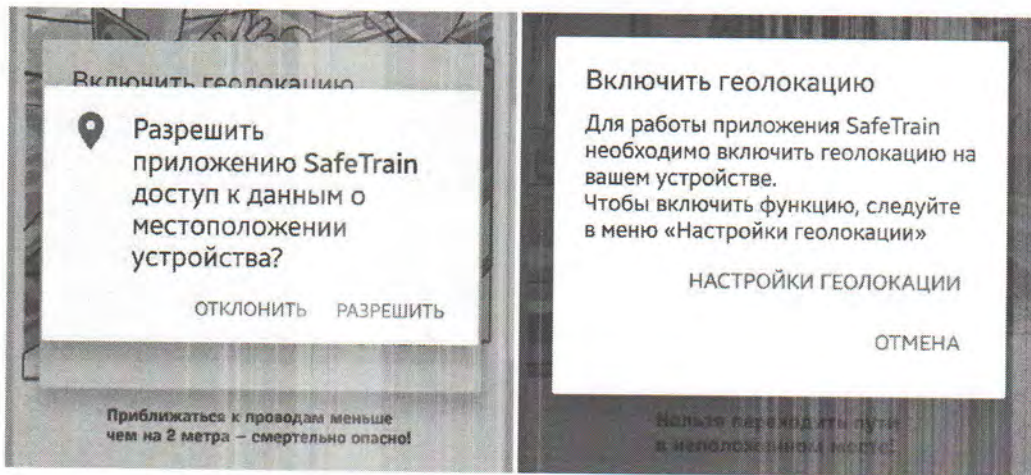 Включить геолокацию
Разрешить
приложению SafeTrain
доступ к данным о
местоположении
устройства?
ОТКЛОНИТЬ РАЗРЕШИТЬ
Приближаться к проводам меньше
чем на 2 метра – смертельно опасно!
Включить геолокацию
Для работы приложения SafeTrain
необходимо включить геолокацию на
вашем устройстве.
Чтобы включить функцию, следуйте
в меню «Настройки геолокации»
НАСТРОЙКИ ГЕОЛОКАЦИИ
ОТМЕНА
Нельзя переходить пути
в неположенном месте!